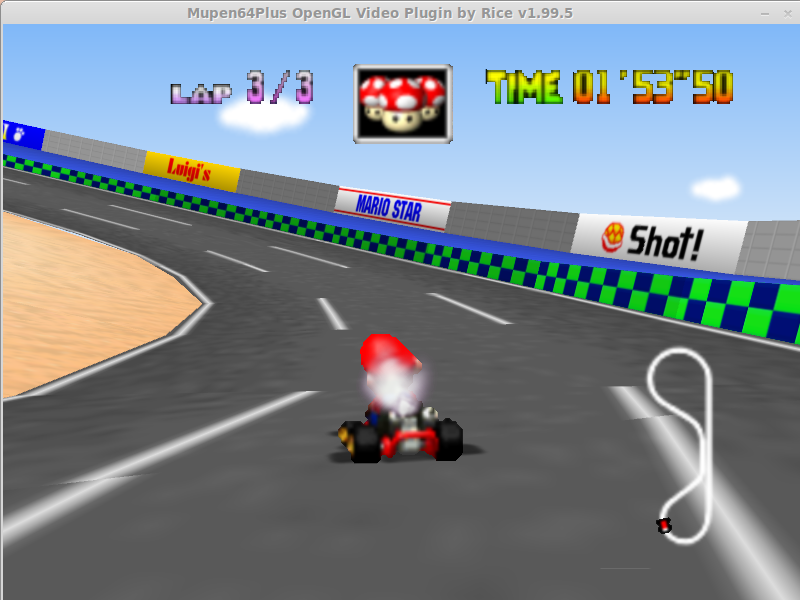 Mupen64Plus OpenGL Video Plugin by Rice v1.99.5
LAP 3/3
TIME 01'53"50
Luigi's
MARIO STAR
Shot!